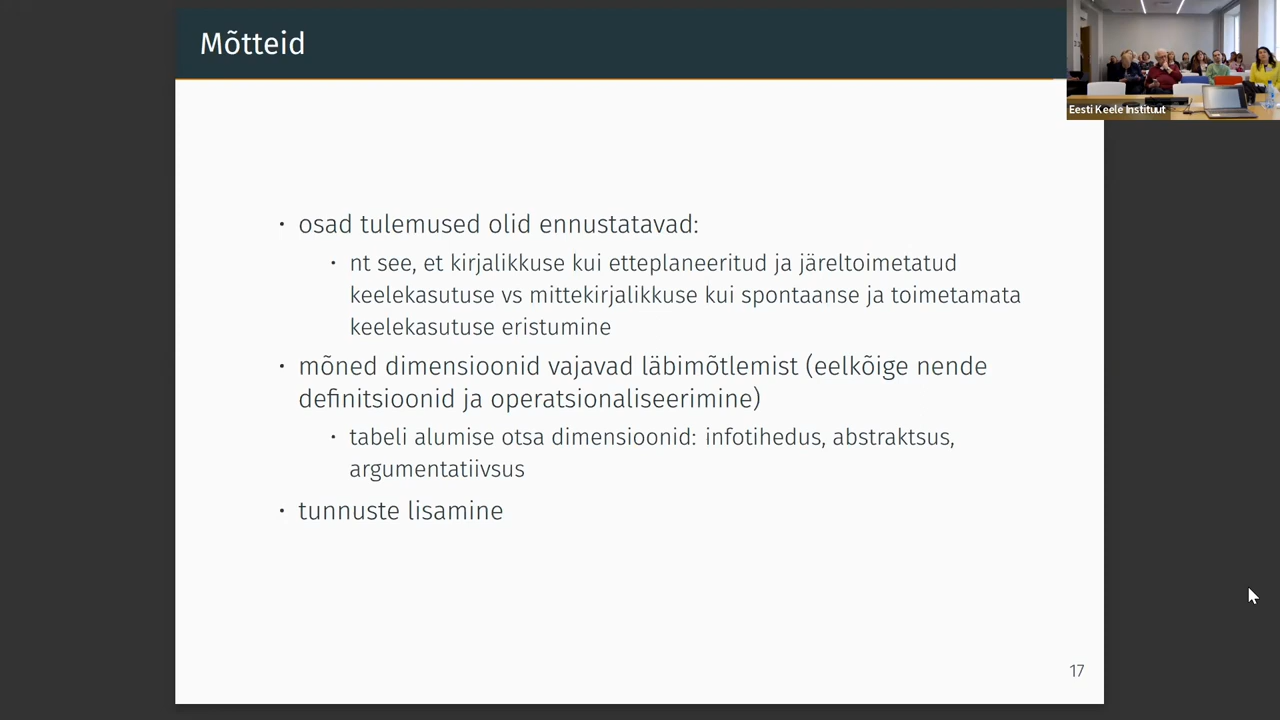 Mõtteid
Eesti Keele Instituut
· osad tulemused olid ennustatavad:
· nt see, et kirjalikkuse kui etteplaneeritud ja järeltoimetatud
keelekasutuse vs mittekirjalikkuse kui spontaanse ja toimetamata
keelekasutuse eristumine
· mõned dimensioonid vajavad läbimõtlemist (eelkõige nende
definitsioonid ja operatsionaliseerimine)
· tabeli alumise otsa dimensioonid: infotihedus, abstraktsus,
argumentatiivsus
· tunnuste lisamine
17